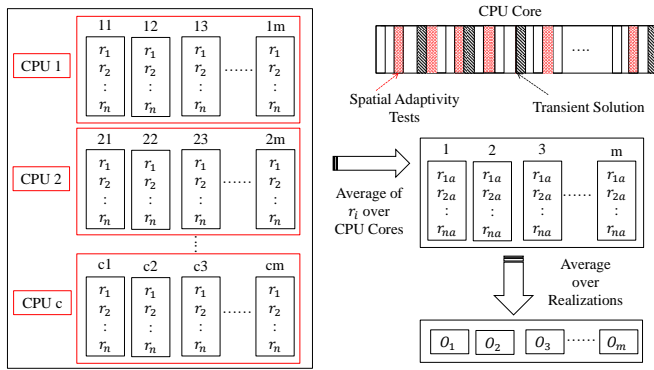 11 12 13 1m
CPU 1
r₁ r₁ r₁ r₁
r₂ r₂ r₂ ...... r₂
: : : :
rₙ rₙ rₙ rₙ
21 22 23 2m
CPU 2
r₁ r₁ r₁ r₁
r₂ r₂ r₂ ...... r₂
: : : :
rₙ rₙ rₙ rₙ
......
c1 c2 c3 cm
CPU c
r₁ r₁ r₁ r₁
r₂ r₂ r₂ ...... r₂
: : : :
rₙ rₙ rₙ rₙ
CPU Core
....
Spatial Adaptivity
Tests
Transient Solution
Average of
rᵢ over
CPU Cores
1 2 3 m
r₁ₐ r₁ₐ r₁ₐ r₁ₐ
r₂ₐ r₂ₐ r₂ₐ ...... r₂ₐ
: : : :
rₙₐ rₙₐ rₙₐ rₙₐ
Average
over
Realizations
O₁ O₂ O₃ ...... Oₘ